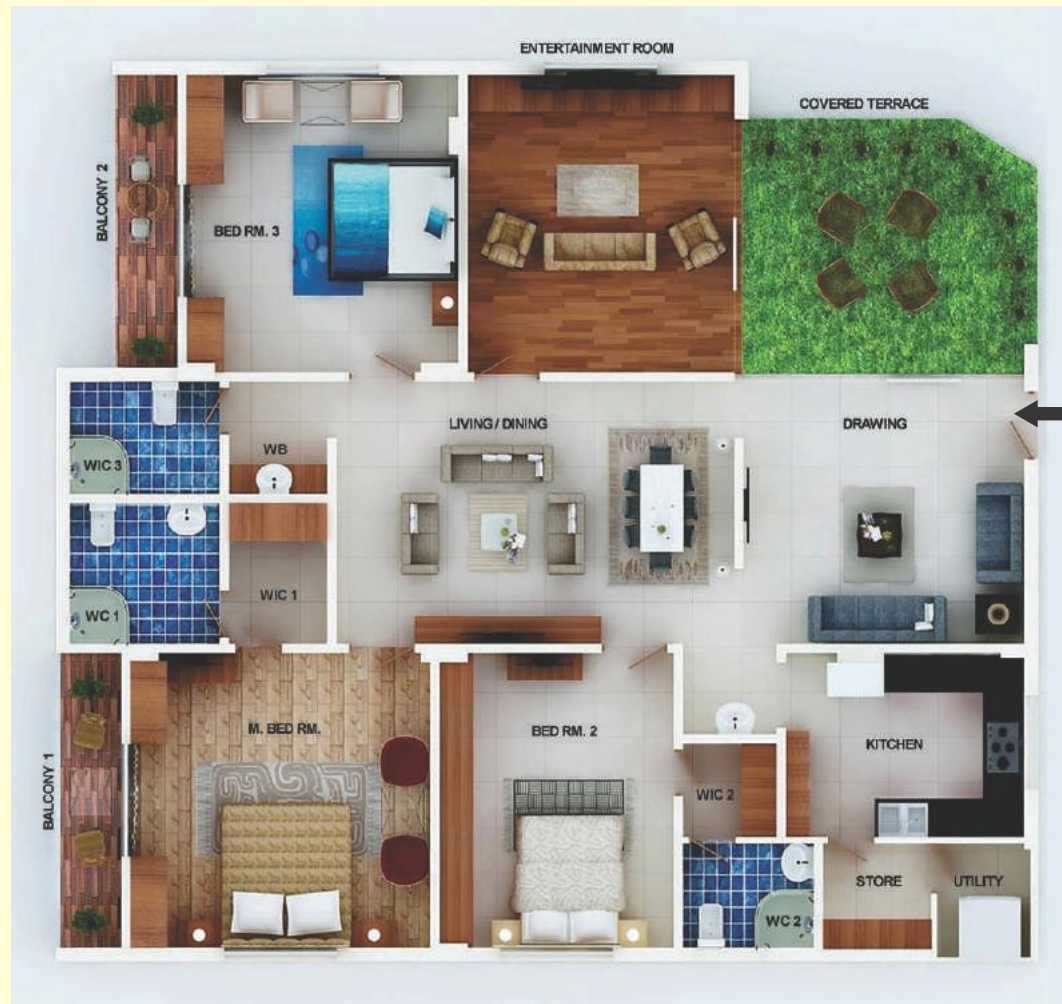 ENTERTAINMENT ROOM
COVERED TERRACE
BALCONY 2
BED RM. 3
LIVING / DINING
DRAWING
WB
WIC 3
WIC 1
WC 1
M. BED RM.
BED RM. 2
KITCHEN
BALCONY 1
WIC 2
STORE
UTILITY
WC 2